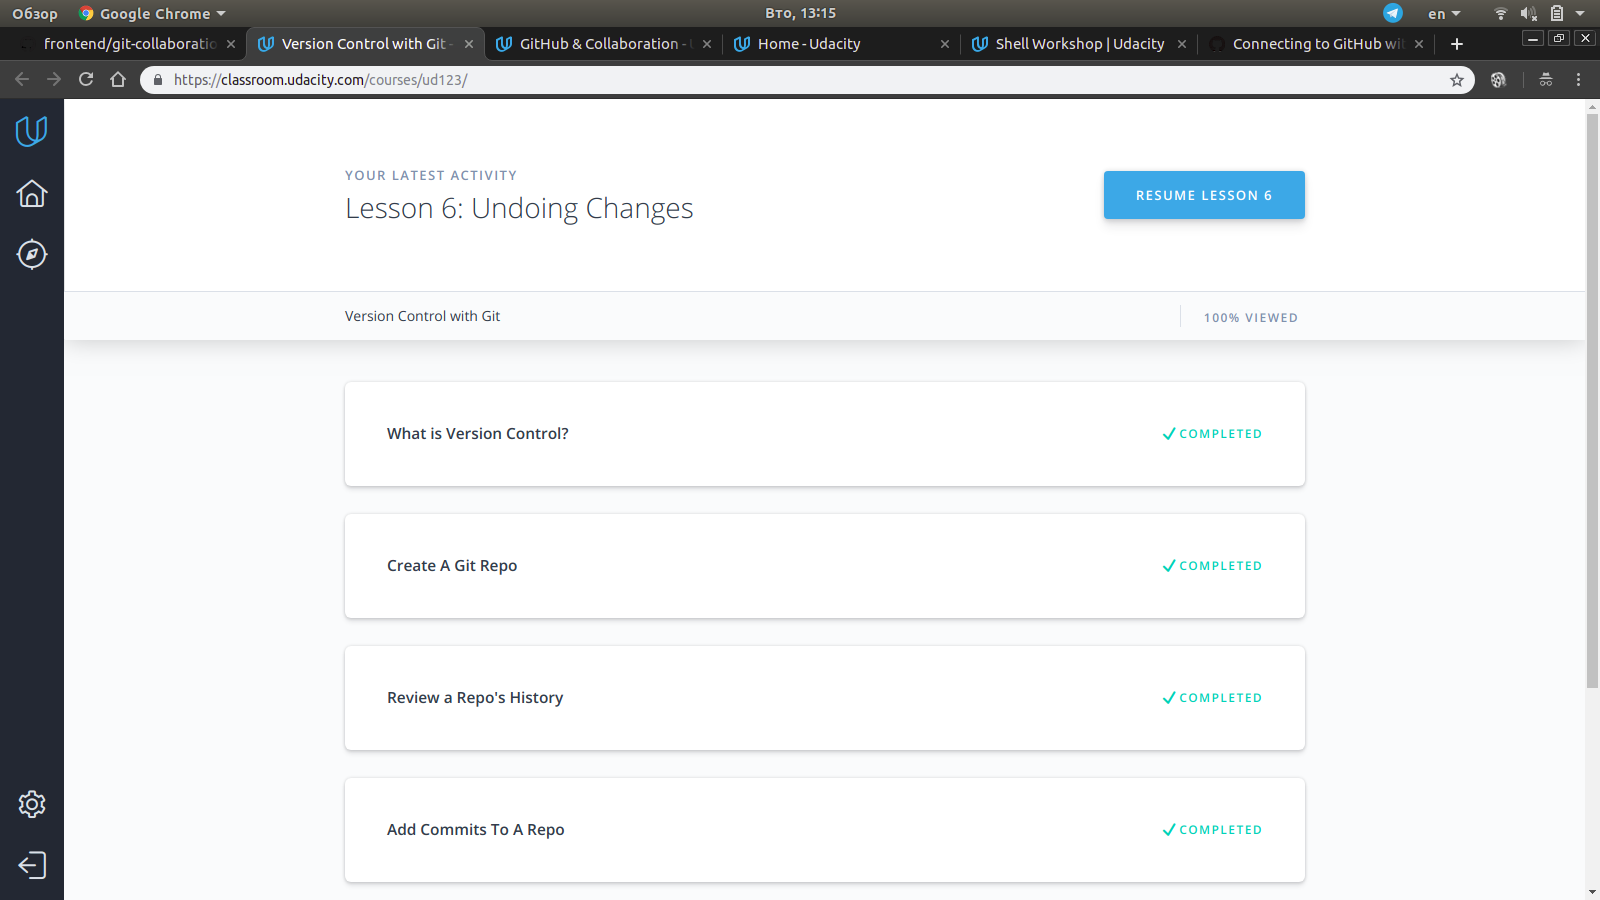 Обзор Google Chrome Вто, 13:15 en
frontend/git-collaboratio Version Control with Git - GitHub & Collaboration - Home - Udacity Shell Workshop | Udacity Connecting to GitHub wit
https://classroom.udacity.com/courses/ud123/
YOUR LATEST ACTIVITY
Lesson 6: Undoing Changes
RESUME LESSON 6
Version Control with Git
100% VIEWED
What is Version Control?
COMPLETED
Create A Git Repo
COMPLETED
Review a Repo's History
COMPLETED
Add Commits To A Repo
COMPLETED